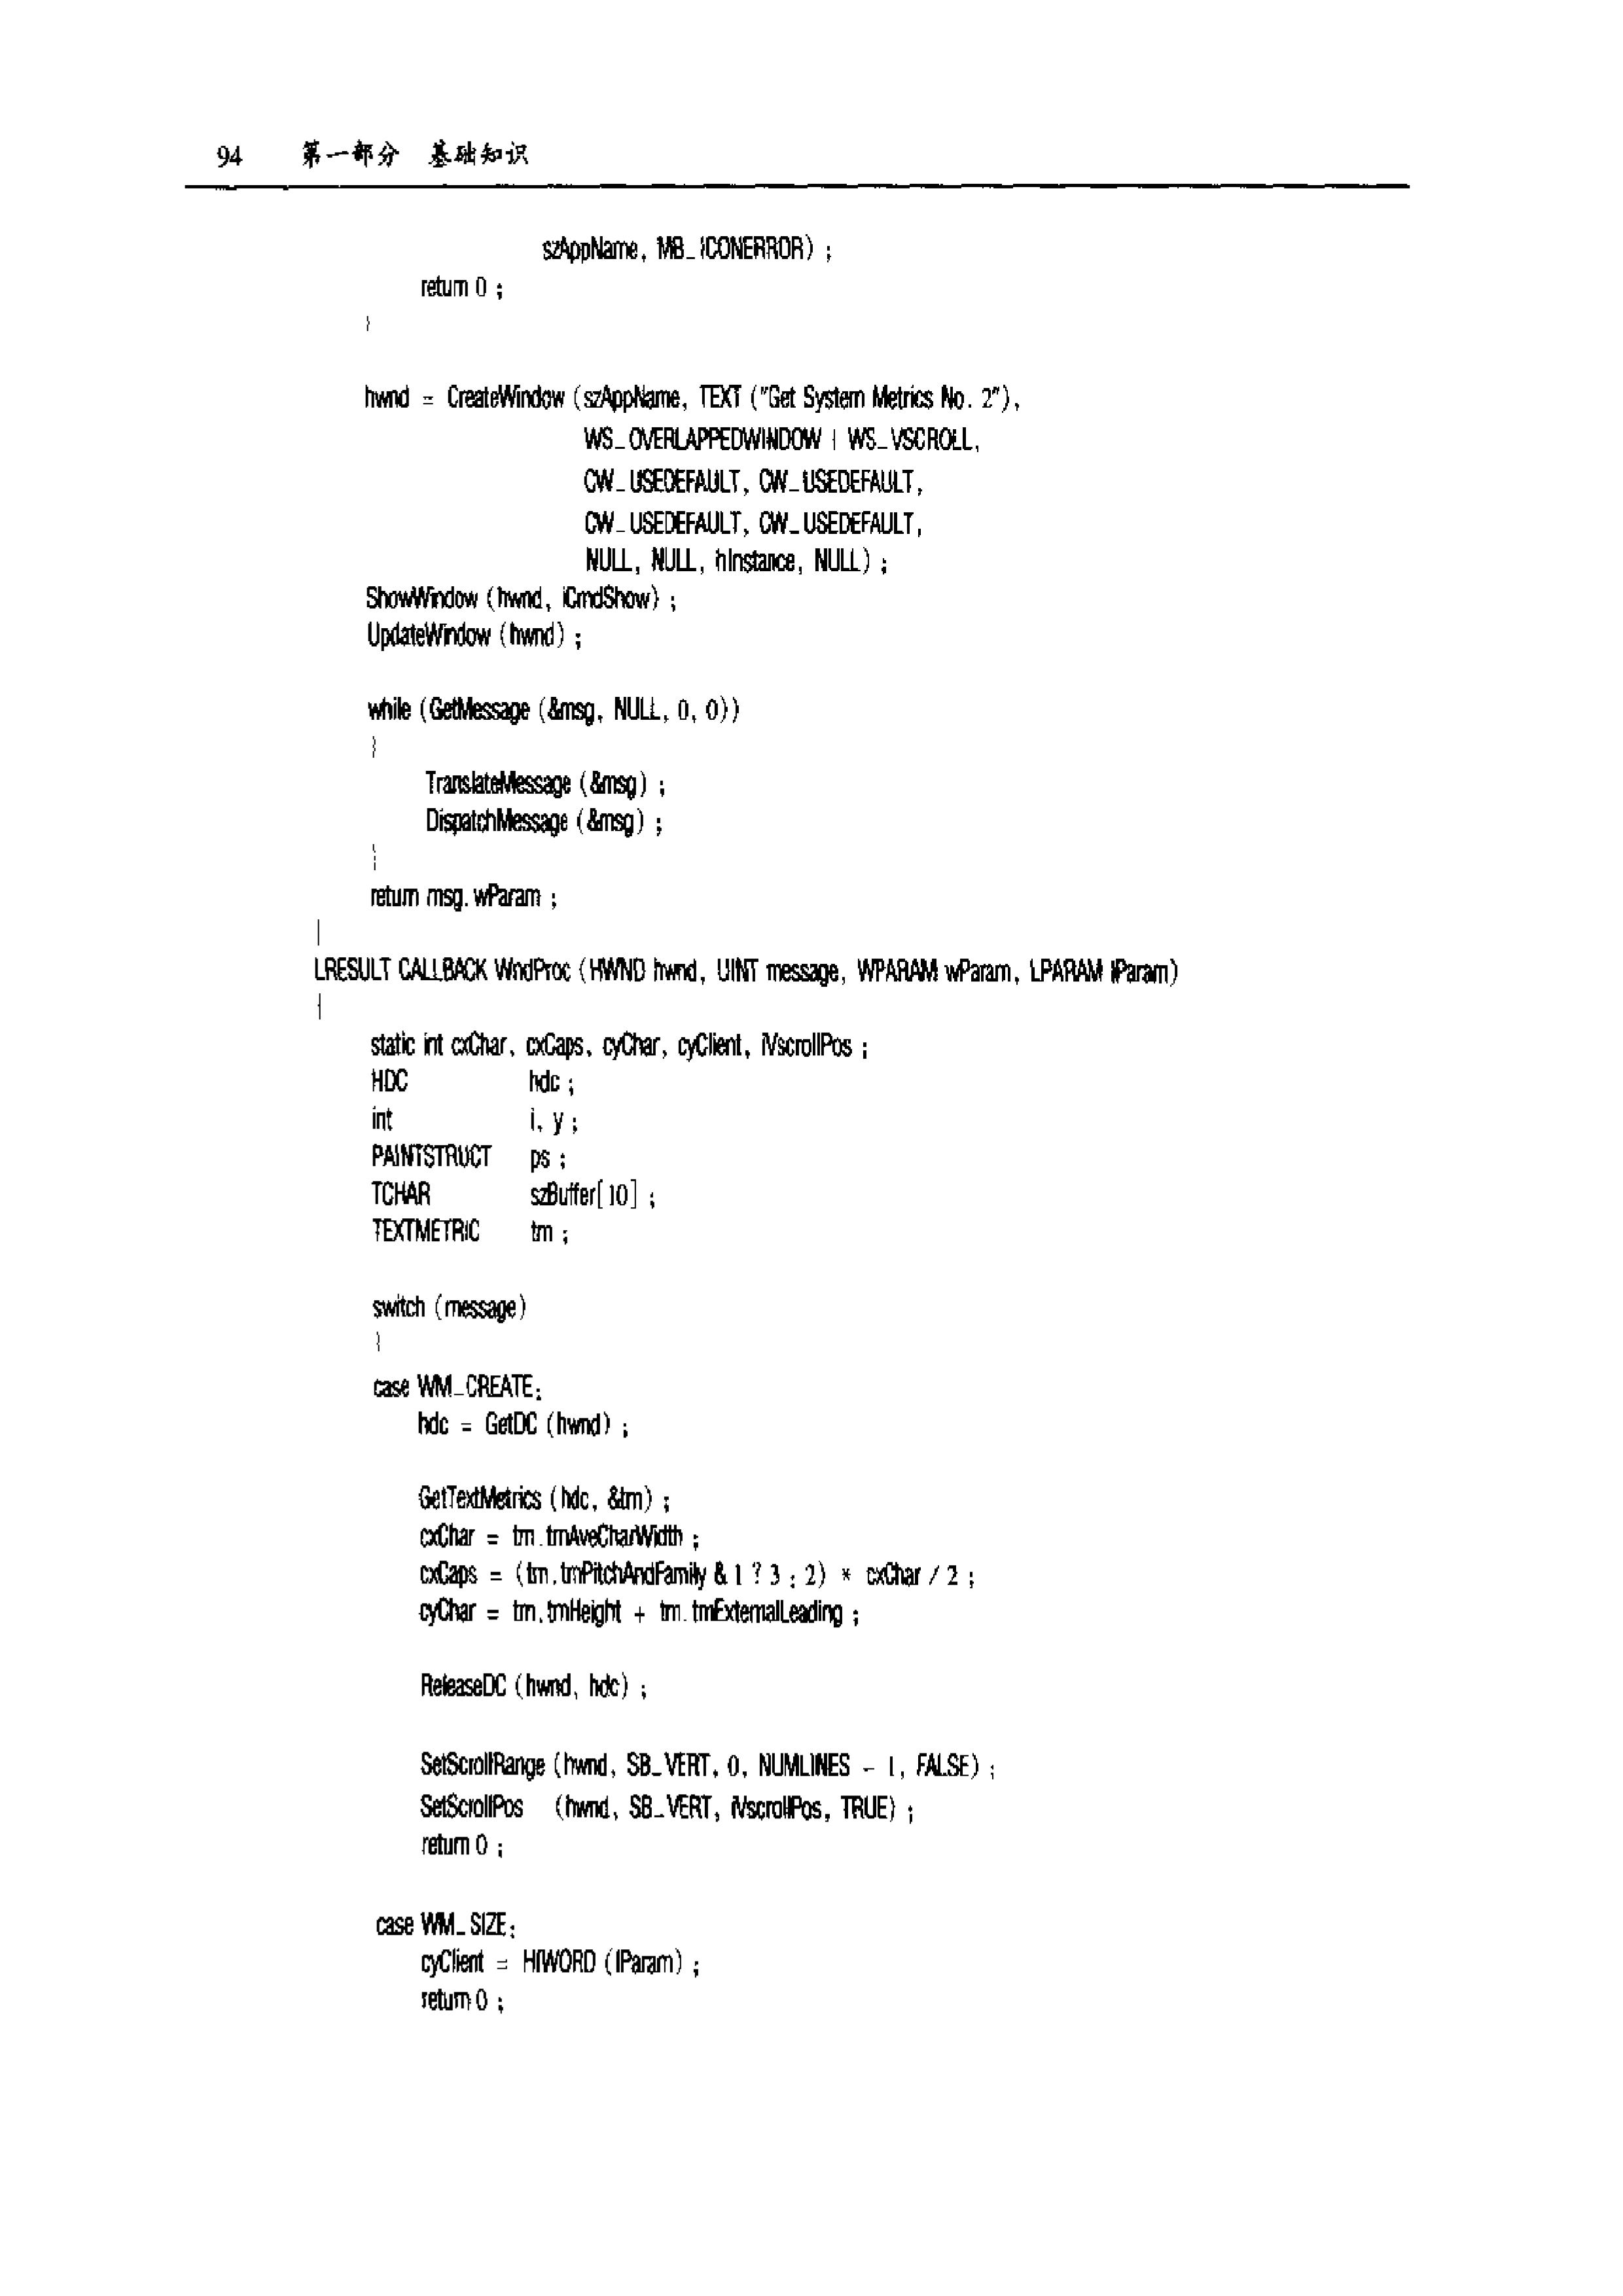 94 第一部分 基础知识
szAppName, MB_ICONERROR) ;
return 0 ;
}
hwnd = CreateWindow (szAppName, TEXT ("Get System Metrics No. 2"),
WS_OVERLAPPEDWINDOW | WS_VSCROLL,
CW_USEDEFAULT, CW_USEDEFAULT,
CW_USEDEFAULT, CW_USEDEFAULT,
NULL, NULL, hInstance, NULL) ;
ShowWindow (hwnd, iCmdShow) ;
UpdateWindow (hwnd) ;
while (GetMessage (&msg, NULL, 0, 0))
{
TranslateMessage (&msg) ;
DispatchMessage (&msg) ;
}
return msg.wParam ;
}
LRESULT CALLBACK WndProc (HWND hwnd, UINT message, WPARAM wParam, LPARAM lParam)
{
static int cxChar, cxCaps, cyChar, cyClient, iVscrollPos ;
HDC hdc ;
int i, y ;
PAINTSTRUCT ps ;
TCHAR szBuffer[10] ;
TEXTMETRIC tm ;
switch (message)
{
case WM_CREATE:
hdc = GetDC (hwnd) ;
GetTextMetrics (hdc, &tm) ;
cxChar = tm.tmAveCharWidth ;
cxCaps = (tm.tmPitchAndFamily & 1 ? 3 : 2) * cxChar / 2 ;
cyChar = tm.tmHeight + tm.tmExternalLeading ;
ReleaseDC (hwnd, hdc) ;
SetScrollRange (hwnd, SB_VERT, 0, NUMLINES - 1, FALSE) ;
SetScrollPos (hwnd, SB_VERT, iVscrollPos, TRUE) ;
return 0 ;
case WM_SIZE:
cyClient = HIWORD (lParam) ;
return 0 ;